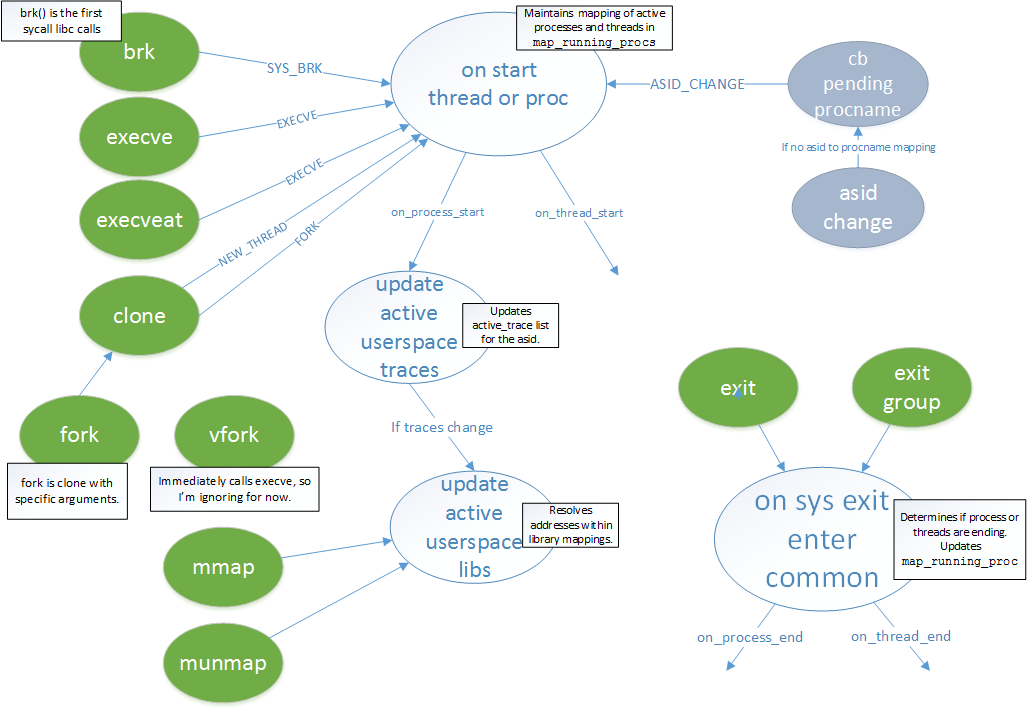 brk() is the first
sycall libc calls
brk
SYS_BRK
Maintains mapping of active
processes and threads in
map_running_procs
on start
thread or proc
ASID_CHANGE
cb
pending
procname
If no asid to procname mapping
asid
change
execve
EXECVE
execveat
EXECVE
clone
NEW_THREAD
FORK
on_process_start
on_thread_start
update
active
userspace
traces
Updates
active_trace list
for the asid.
If traces change
fork
fork is clone with
specific arguments.
vfork
Immediately calls execve, so
I'm ignoring for now.
update
active
userspace
libs
Resolves
addresses within
library mappings.
mmap
munmap
exit
exit
group
on sys exit
enter
common
Determines if process or
threads are ending.
Updates
map_running_proc
on_process_end
on_thread_end